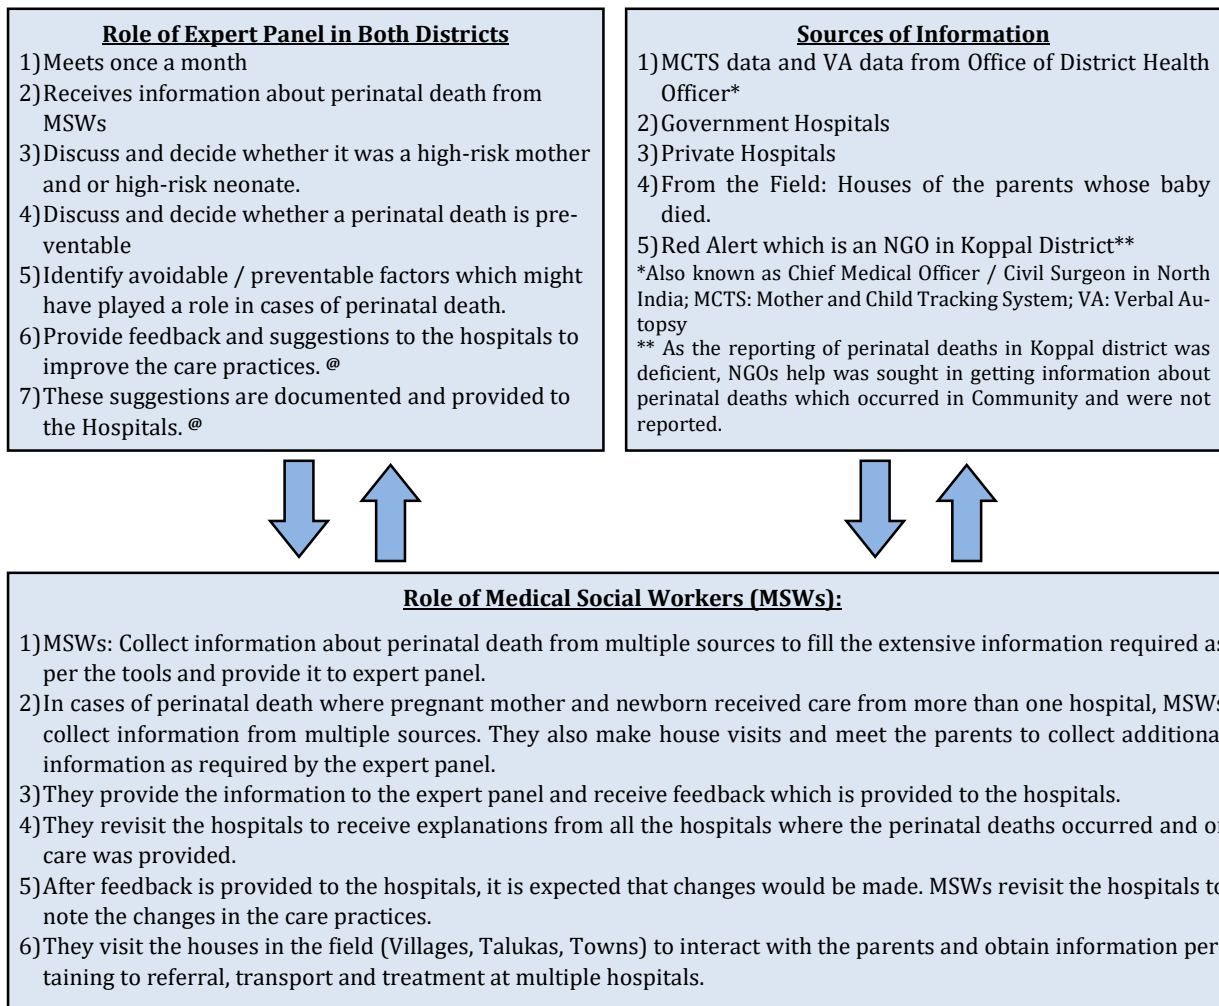 Role of Expert Panel in Both Districts
1) Meets once a month
2) Receives information about perinatal death from
MSWs
3) Discuss and decide whether it was a high-risk mother
and or high-risk neonate.
4) Discuss and decide whether a perinatal death is pre-
ventable
5) Identify avoidable / preventable factors which might
have played a role in cases of perinatal death.
6) Provide feedback and suggestions to the hospitals to
improve the care practices. @
7) These suggestions are documented and provided to
the Hospitals. @
Sources of Information
1) MCTS data and VA data from Office of District Health
Officer*
2) Government Hospitals
3) Private Hospitals
4) From the Field: Houses of the parents whose baby
died.
5) Red Alert which is an NGO in Koppal District**
*Also known as Chief Medical Officer / Civil Surgeon in North
India; MCTS: Mother and Child Tracking System; VA: Verbal Au-
topsy
** As the reporting of perinatal deaths in Koppal district was
deficient, NGOs help was sought in getting information about
perinatal deaths which occurred in Community and were not
reported.
Role of Medical Social Workers (MSWs):
1) MSWs: Collect information about perinatal death from multiple sources to fill the extensive information required as
per the tools and provide it to expert panel.
2) In cases of perinatal death where pregnant mother and newborn received care from more than one hospital, MSWs
collect information from multiple sources. They also make house visits and meet the parents to collect additiona
information as required by the expert panel.
3) They provide the information to the expert panel and receive feedback which is provided to the hospitals.
4) They revisit the hospitals to receive explanations from all the hospitals where the perinatal deaths occurred and or
care was provided.
5) After feedback is provided to the hospitals, it is expected that changes would be made. MSWs revisit the hospitals to
note the changes in the care practices.
6) They visit the houses in the field (Villages, Talukas, Towns) to interact with the parents and obtain information per
taining to referral, transport and treatment at multiple hospitals.